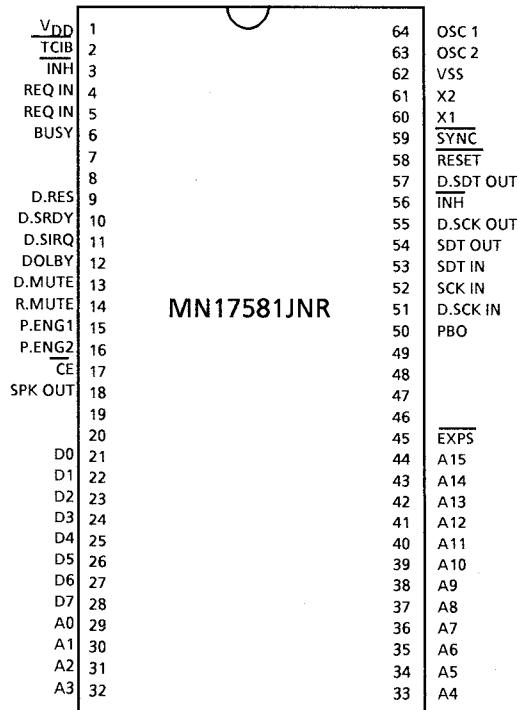 VDD 1 64 OSC 1
TCIB 2 63 OSC 2
INH 3 62 VSS
REQ IN 4 61 X2
REQ IN 5 60 X1
BUSY 6 59 SYNC
7 58 RESET
8 57 D.SDT OUT
D.RES 9 56 INH
D.SRDY 10 55 D.SCK OUT
D.SIRQ 11 54 SDT OUT
DOLBY 12 53 SDT IN
D.MUTE 13 52 SCK IN
R.MUTE 14 MN17581JNR 51 D.SCK IN
P.ENG1 15 50 PBO
P.ENG2 16 49
CE 17 48
SPK OUT 18 47
19 46
20 45 EXPS
D0 21 44 A15
D1 22 43 A14
D2 23 42 A13
D3 24 41 A12
D4 25 40 A11
D5 26 39 A10
D6 27 38 A9
D7 28 37 A8
A0 29 36 A7
A1 30 35 A6
A2 31 34 A5
A3 32 33 A4